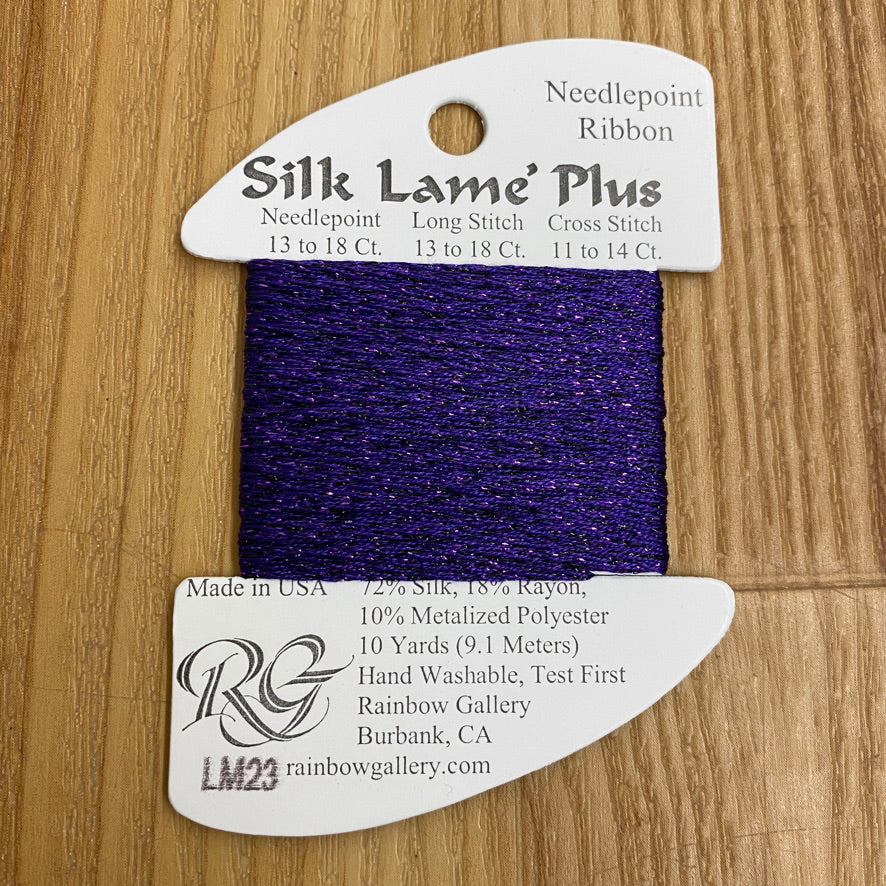 Needlepoint
Ribbon
Silk Lamé Plus
Needlepoint Long Stitch Cross Stitch
13 to 18 Ct. 13 to 18 Ct. 11 to 14 Ct.
Made in USA 72% Silk, 18% Rayon,
10% Metalized Polyester
10 Yards (9.1 Meters)
Hand Washable, Test First
Rainbow Gallery
Burbank, CA
RG
LM23 rainbowgallery.com